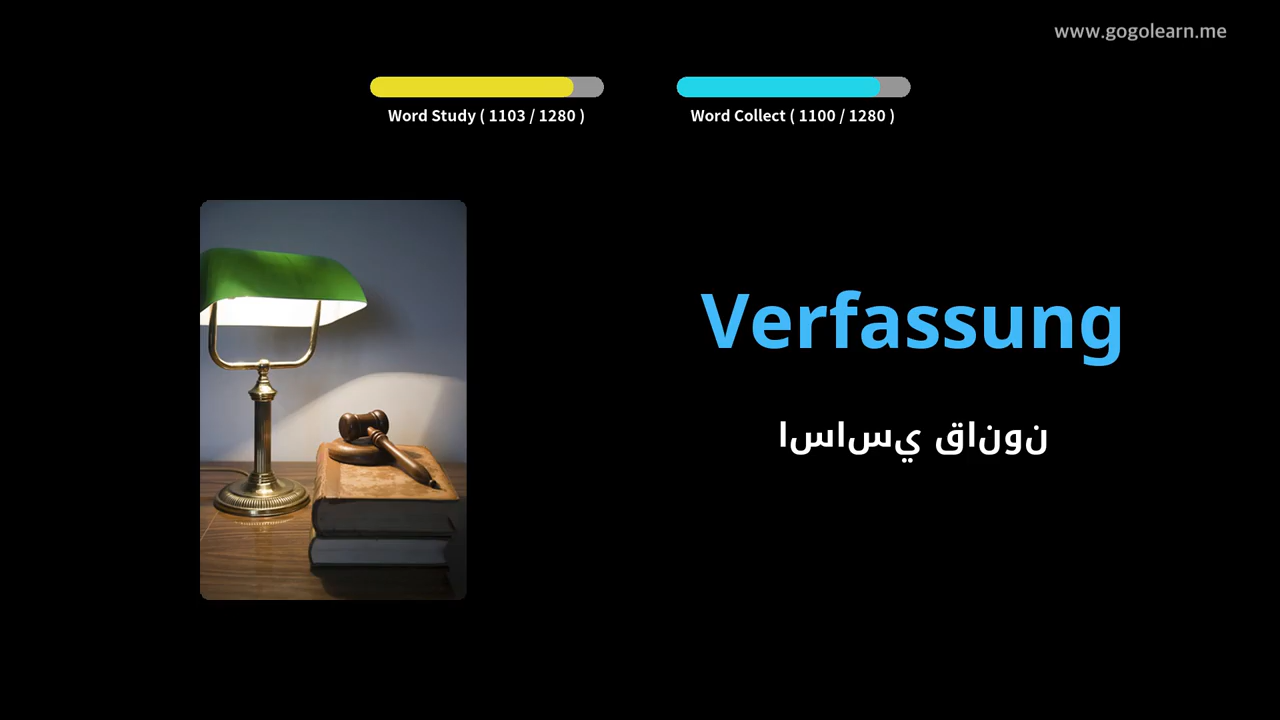 www.gogolearn.me
Word Study ( 1103 / 1280 )
Word Collect ( 1100 / 1280 )
Verfassung
اساسي قانون